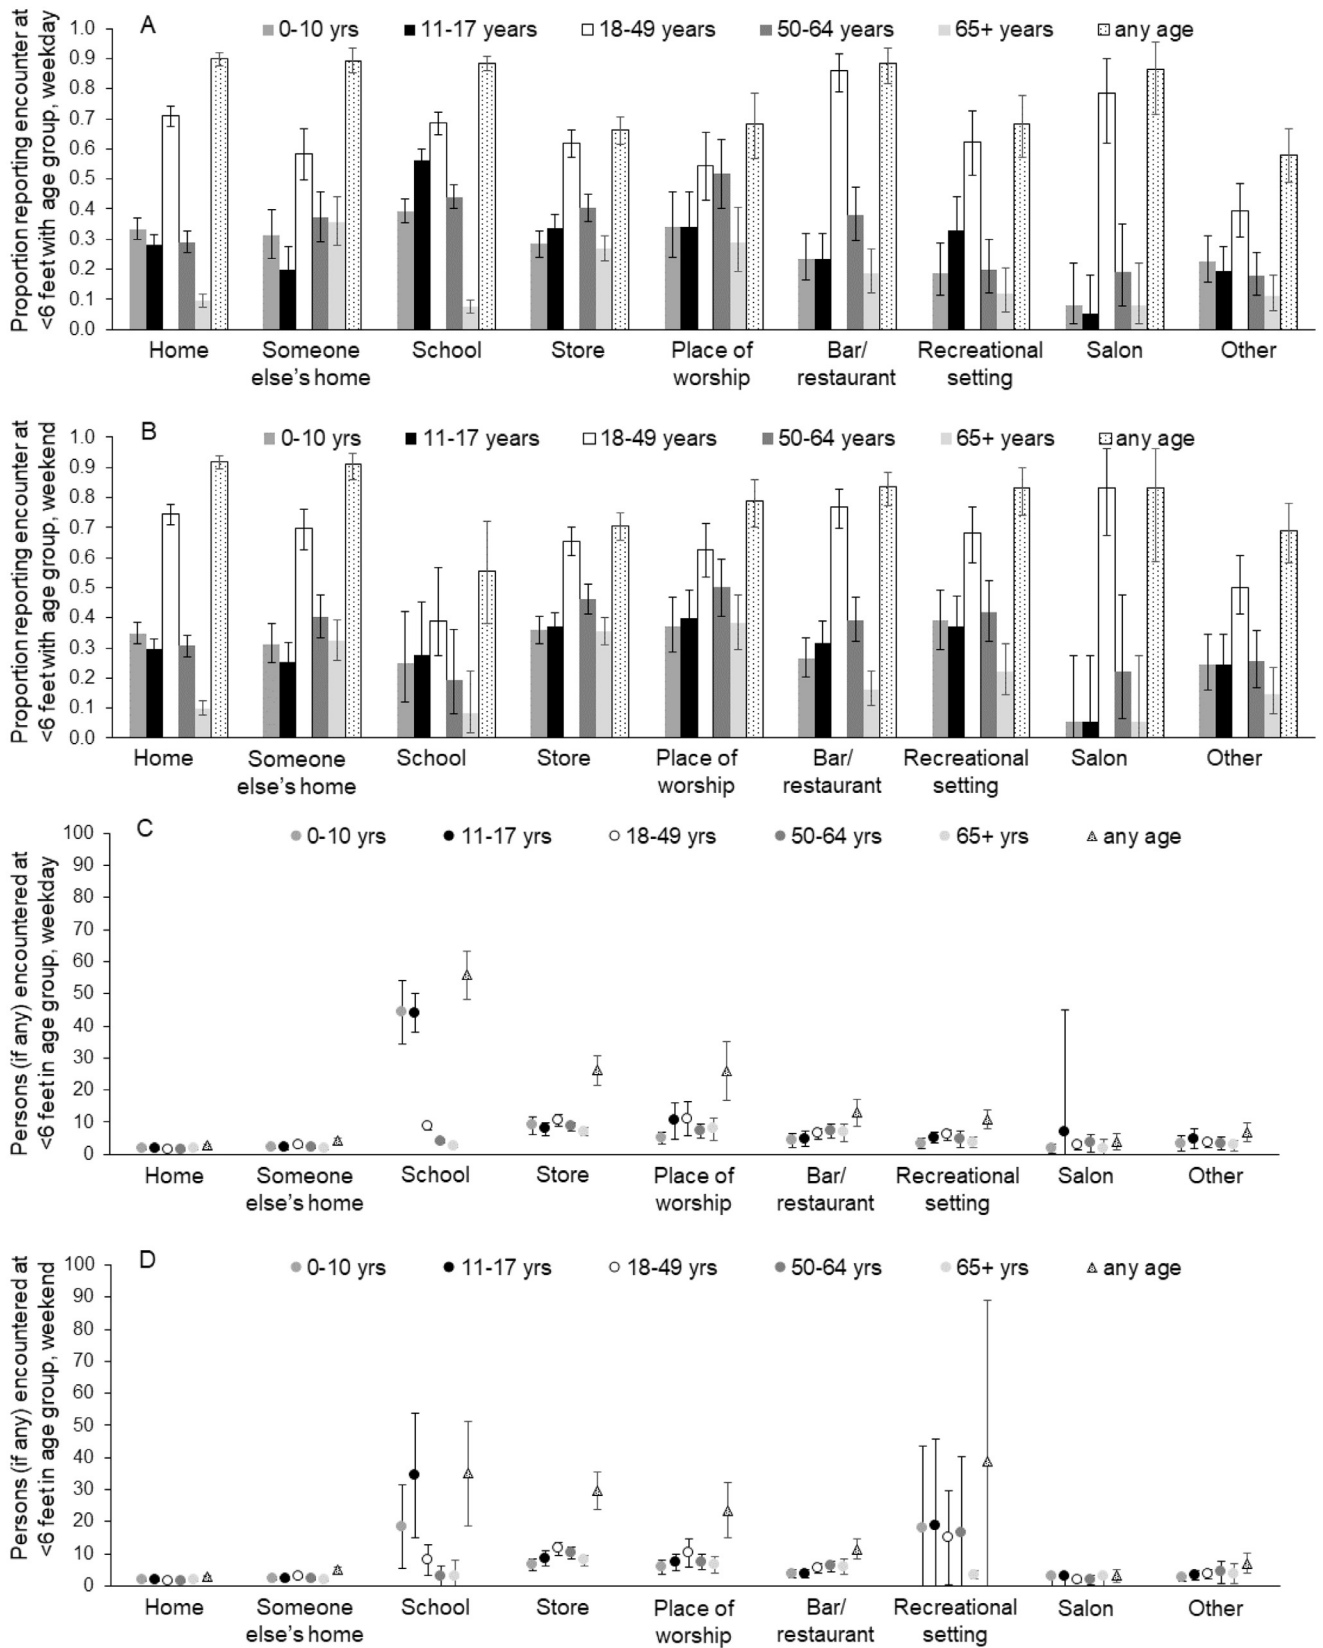 A
0-10 yrs 11-17 years 18-49 years 50-64 years 65+ years any age
Proportion reporting encounter at
<6 feet with age group, weekday
1.0
0.9
0.8
0.7
0.6
0.5
0.4
0.3
0.2
0.1
0.0
Home Someone School Store Place of Bar/ Recreational Salon Other
else's home worship restaurant setting
B
0-10 yrs 11-17 years 18-49 years 50-64 years 65+ years any age
Proportion reporting encounter at
<6 feet with age group, weekend
1.0
0.9
0.8
0.7
0.6
0.5
0.4
0.3
0.2
0.1
0.0
Home Someone School Store Place of Bar/ Recreational Salon Other
else's home worship restaurant setting
C
0-10 yrs 11-17 yrs 18-49 yrs 50-64 yrs 65+ yrs any age
Persons (if any) encountered at
<6 feet in age group, weekday
100
90
80
70
60
50
40
30
20
10
0
Home Someone School Store Place of Bar/ Recreational Salon Other
else's home worship restaurant setting
D
0-10 yrs 11-17 yrs 18-49 yrs 50-64 yrs 65+ yrs any age
Persons (if any) encountered at
<6 feet in age group, weekend
100
90
80
70
60
50
40
30
20
10
0
Home Someone School Store Place of Bar/ Recreational Salon Other
else's home worship restaurant setting